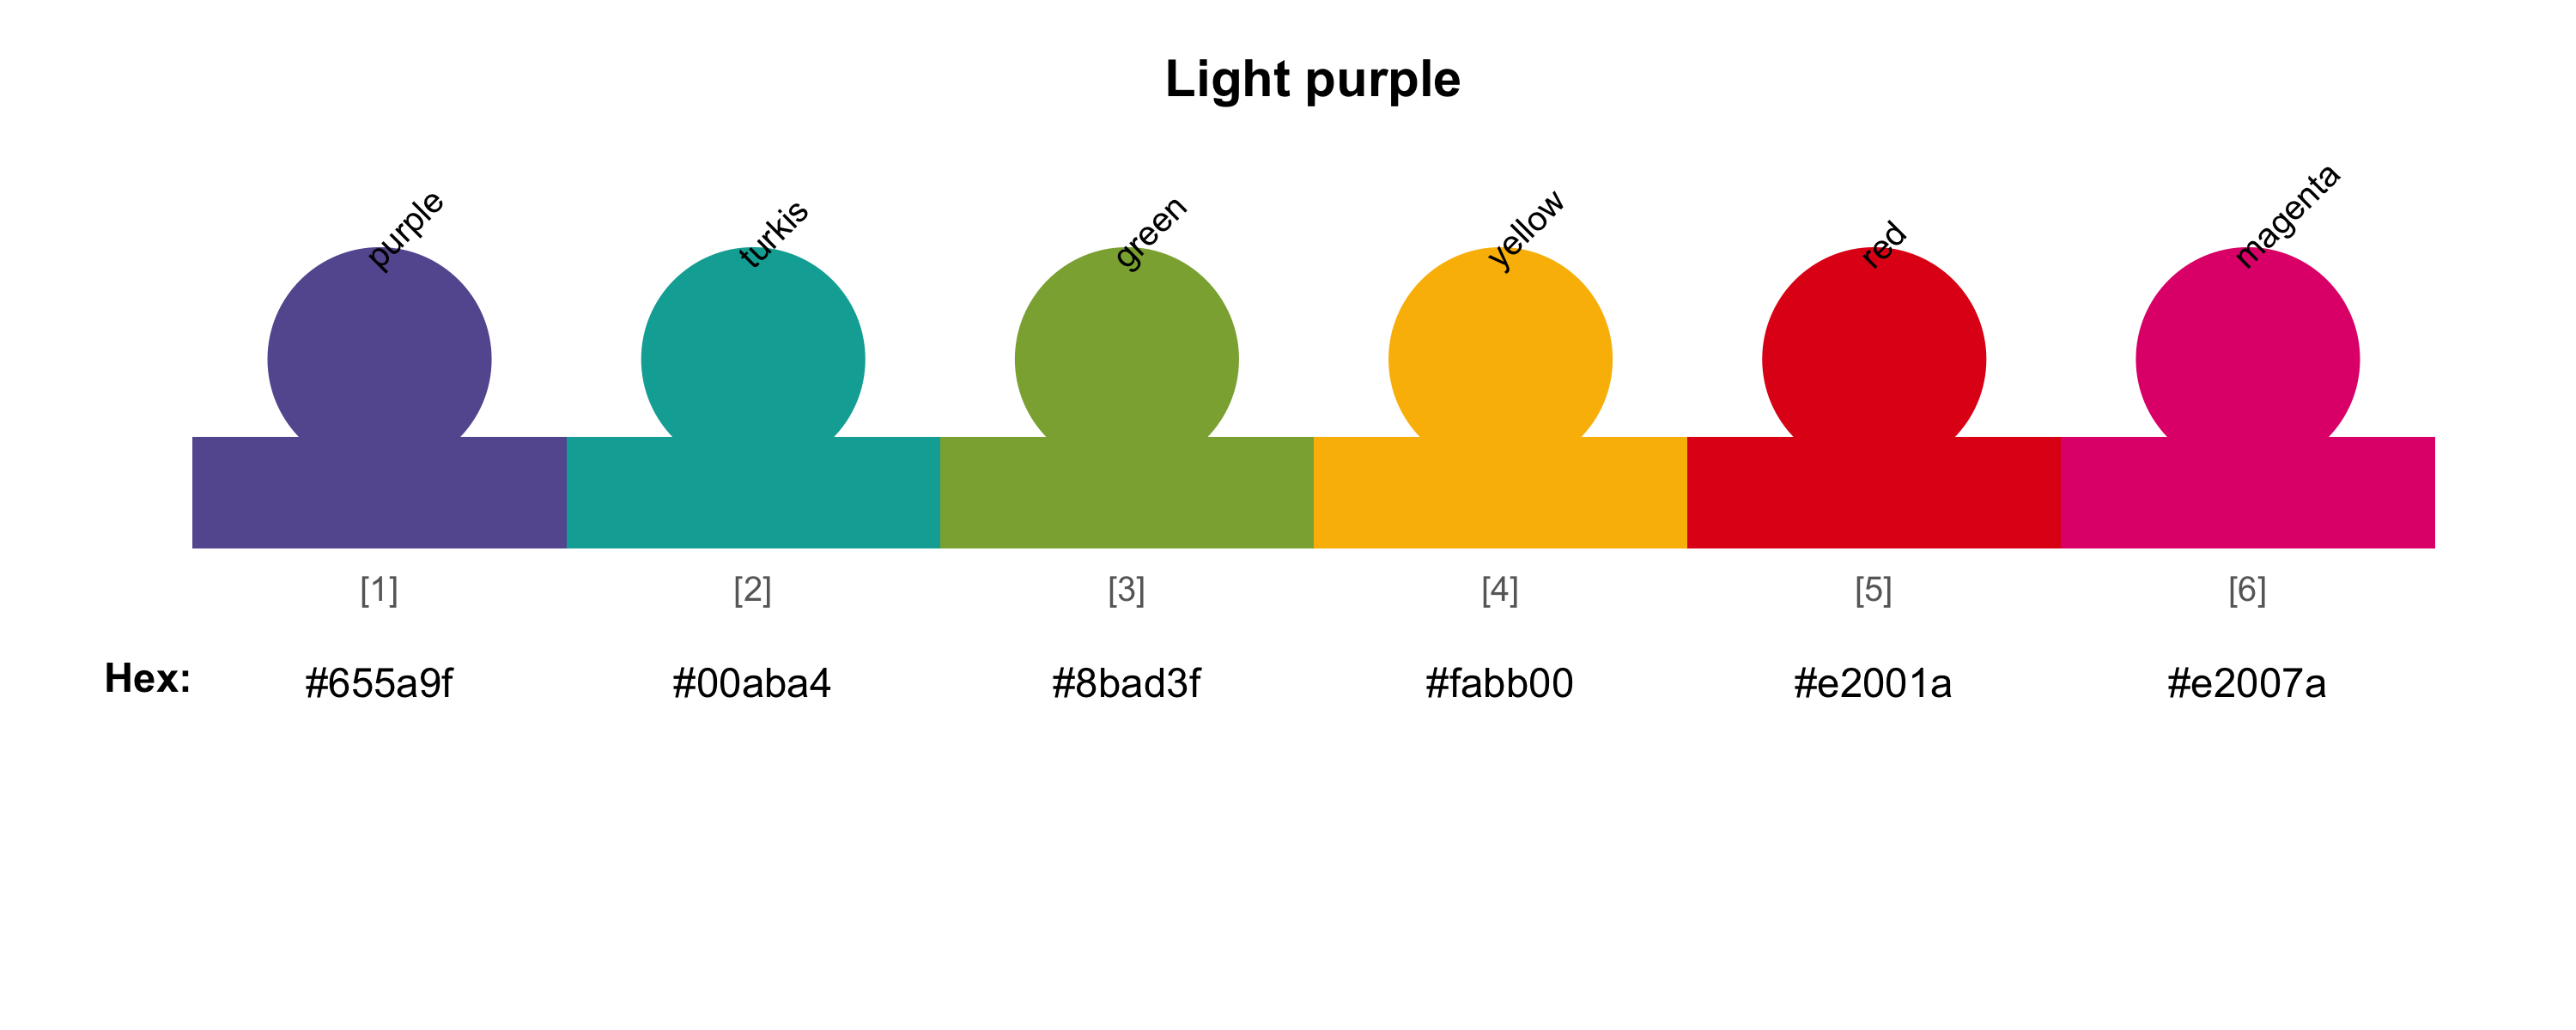 Light purple
purple turkis green yellow red magenta
[1] [2] [3] [4] [5] [6]
Hex: #655a9f #00aba4 #8bad3f #fabb00 #e2001a #e2007a